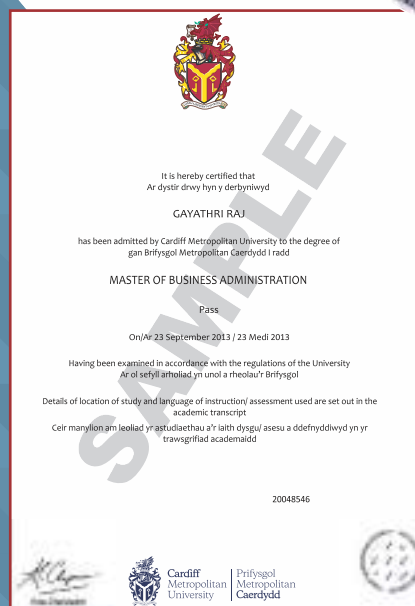 It is hereby certified that
Ar dystir drwy hyn y derbyniwyd
GAYATHRI RAJ
has been admitted by Cardiff Metropolitan University to the degree of
gan Brifysgol Metropolitan Caerdydd I radd
MASTER OF BUSINESS ADMINISTRATION
Pass
On/Ar 23 September 2013 / 23 Medi 2013
Having been examined in accordance with the regulations of the University
Ar ol sefyll arholiad yn unol a rheolau'r Brifysgol
Details of location of study and language of instruction/ assessment used are set out in the
academic transcript
Ceir manylion am leoliad yr astudiaethau a'r iaith dysgu/ asesu a ddefnyddiwyd yn yr
trawsgrifiad academaidd
SAMPLE
20048546
Cardiff
Metropolitan
University
Prifysgol
Metropolitan
Caerdydd